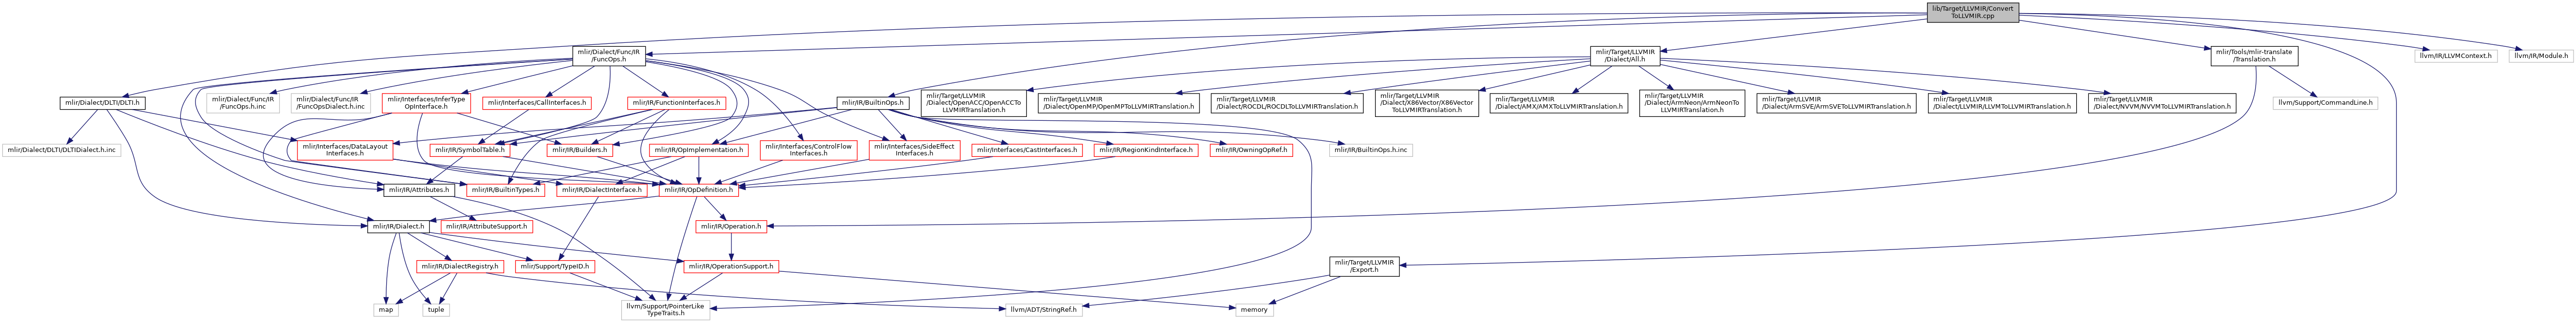 lib/Target/LLVMIR/Convert
ToLLVMIR.cpp
mlir/Dialect/Func/IR
/FuncOps.h
mlir/Target/LLVMIR
/Dialect/All.h
mlir/Tools/mlir-translate
/Translation.h
llvm/IR/LLVMContext.h
llvm/IR/Module.h
mlir/Dialect/DLTI/DLTI.h
mlir/Dialect/Func/IR
/FuncOps.h.inc
mlir/Dialect/Func/IR
/FuncOpsDialect.h.inc
mlir/Interfaces/InferType
OpInterface.h
mlir/Interfaces/CallInterfaces.h
mlir/IR/FunctionInterfaces.h
mlir/IR/BuiltinOps.h
mlir/Target/LLVMIR
/Dialect/OpenACC/OpenACCTo
LLVMIRTranslation.h
mlir/Target/LLVMIR
/Dialect/OpenMP/OpenMPToLLVMIRTranslation.h
mlir/Target/LLVMIR
/Dialect/ROCDL/ROCDLToLLVMIRTranslation.h
mlir/Target/LLVMIR
/Dialect/X86Vector/X86Vector
ToLLVMIRTranslation.h
mlir/Target/LLVMIR
/Dialect/AMX/AMXToLLVMIRTranslation.h
mlir/Target/LLVMIR
/Dialect/ArmNeon/ArmNeonTo
LLVMIRTranslation.h
mlir/Target/LLVMIR
/Dialect/ArmSVE/ArmSVEToLLVMIRTranslation.h
mlir/Target/LLVMIR
/Dialect/LLVMIR/LLVMToLLVMIRTranslation.h
mlir/Target/LLVMIR
/Dialect/NVVM/NVVMToLLVMIRTranslation.h
llvm/Support/CommandLine.h
mlir/Dialect/DLTI/DLTIDialect.h.inc
mlir/Interfaces/DataLayout
Interfaces.h
mlir/IR/SymbolTable.h
mlir/IR/Builders.h
mlir/IR/OpImplementation.h
mlir/Interfaces/ControlFlow
Interfaces.h
mlir/Interfaces/SideEffect
Interfaces.h
mlir/Interfaces/CastInterfaces.h
mlir/IR/RegionKindInterface.h
mlir/IR/OwningOpRef.h
mlir/IR/BuiltinOps.h.inc
mlir/IR/Attributes.h
mlir/IR/BuiltinTypes.h
mlir/IR/DialectInterface.h
mlir/IR/OpDefinition.h
mlir/IR/Dialect.h
mlir/IR/AttributeSupport.h
mlir/IR/Operation.h
mlir/IR/DialectRegistry.h
mlir/Support/TypeID.h
mlir/IR/OperationSupport.h
mlir/Target/LLVMIR
/Export.h
map
tuple
llvm/Support/PointerLike
TypeTraits.h
llvm/ADT/StringRef.h
memory